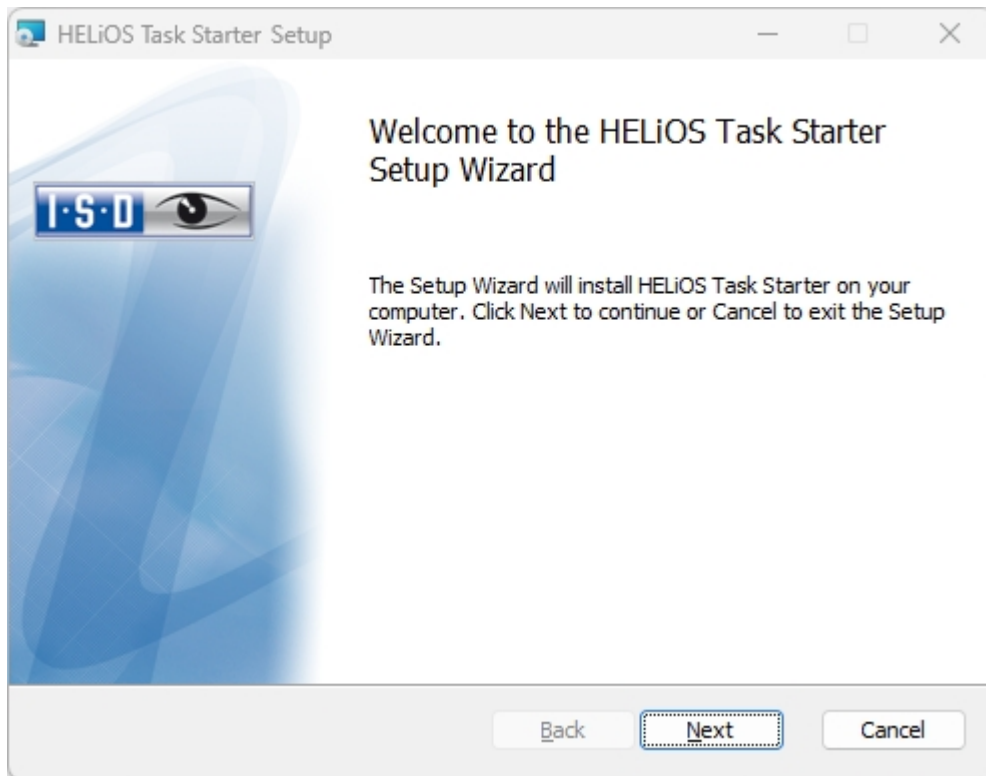 HELiOS Task Starter Setup
Welcome to the HELiOS Task Starter
Setup Wizard
I·S·D
The Setup Wizard will install HELiOS Task Starter on your
computer. Click Next to continue or Cancel to exit the Setup
Wizard.
Back Next Cancel